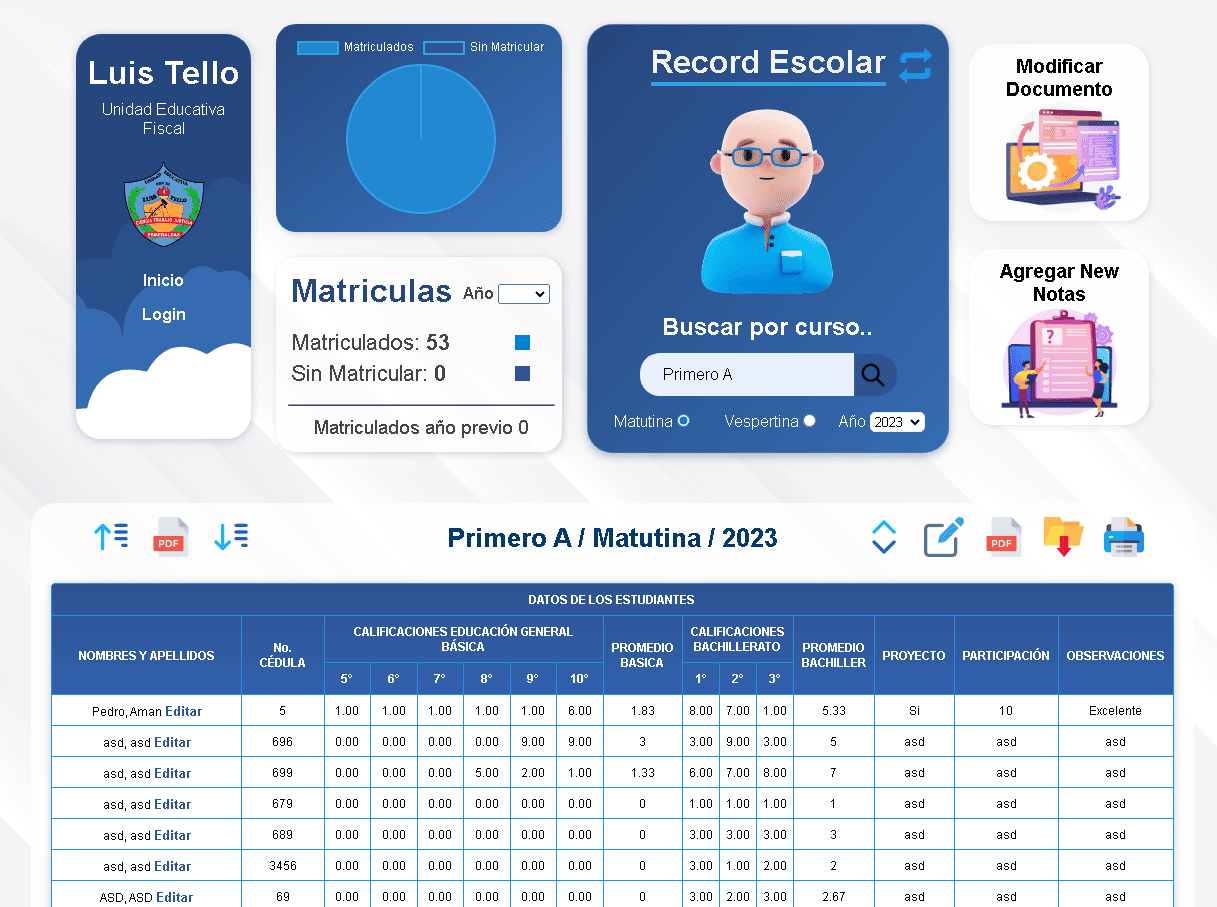 Luis Tello
Unidad Educativa
Fiscal
LUIS TELLO
CIENCIA TRABAJO JUSTICIA
ESMERALDAS
Inicio
Login
Matriculados Sin Matricular
Matriculas Año
Matriculados: 53
Sin Matricular: 0
Matriculados año previo 0
Record Escolar
Buscar por curso..
Primero A
Matutina Vespertina Año 2023
Modificar
Documento
Agregar New
Notas
?
PDF
Primero A / Matutina / 2023
PDF
DATOS DE LOS ESTUDIANTES
NOMBRES Y APELLIDOS
No.
CÉDULA
CALIFICACIONES EDUCACIÓN GENERAL
BÁSICA
5° 6° 7° 8° 9° 10°
PROMEDIO
BASICA
CALIFICACIONES
BACHILLERATO
1° 2° 3°
PROMEDIO
BACHILLER
PROYECTO
PARTICIPACIÓN
OBSERVACIONES
Pedro, Aman Editar 5 1.00 1.00 1.00 1.00 1.00 6.00 1.83 8.00 7.00 1.00 5.33 Si 10 Excelente
asd, asd Editar 696 0.00 0.00 0.00 0.00 9.00 9.00 3 3.00 9.00 3.00 5 asd asd asd
asd, asd Editar 699 0.00 0.00 0.00 5.00 2.00 1.00 1.33 6.00 7.00 8.00 7 asd asd asd
asd, asd Editar 679 0.00 0.00 0.00 0.00 0.00 0.00 0 1.00 1.00 1.00 1 asd asd asd
asd, asd Editar 689 0.00 0.00 0.00 0.00 0.00 0.00 0 3.00 3.00 3.00 3 asd asd asd
asd, asd Editar 3456 0.00 0.00 0.00 0.00 0.00 0.00 0 3.00 1.00 2.00 2 asd asd asd
ASD, ASD Editar 69 0.00 0.00 0.00 0.00 0.00 0.00 0 3.00 2.00 3.00 2.67 asd asd asd